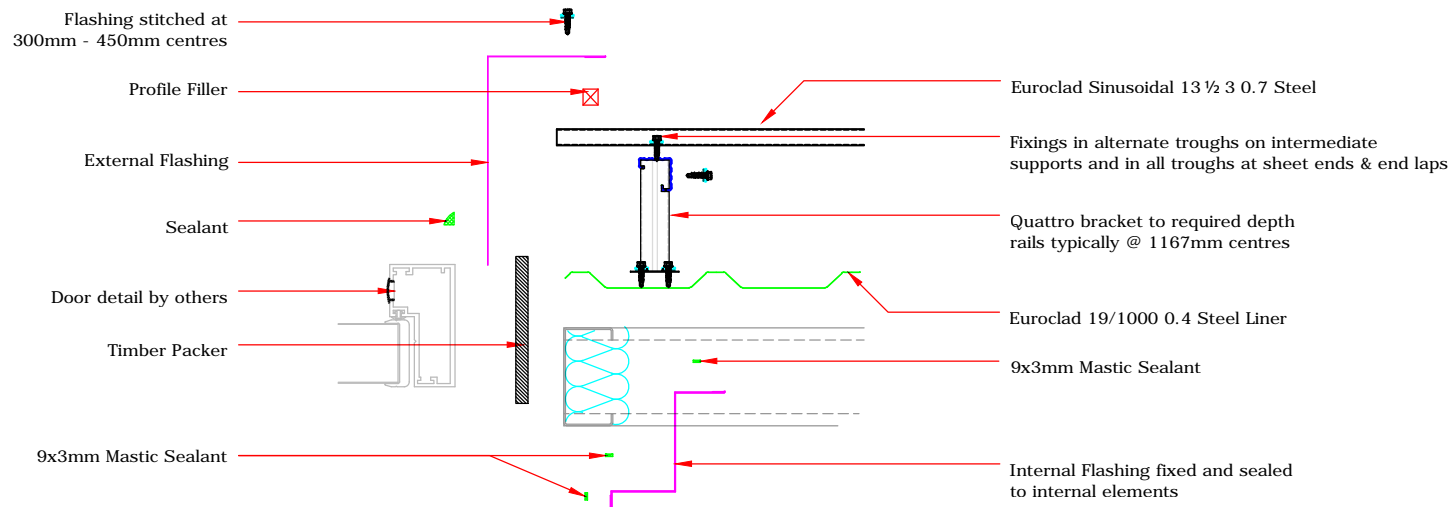 Flashing stitched at
300mm - 450mm centres
Profile Filler
External Flashing
Sealant
Door detail by others
Timber Packer
9x3mm Mastic Sealant
Euroclad Sinusoidal 13 ½ 3 0.7 Steel
Fixings in alternate troughs on intermediate
supports and in all troughs at sheet ends & end laps
Quattro bracket to required depth
rails typically @ 1167mm centres
Euroclad 19/1000 0.4 Steel Liner
9x3mm Mastic Sealant
Internal Flashing fixed and sealed
to internal elements